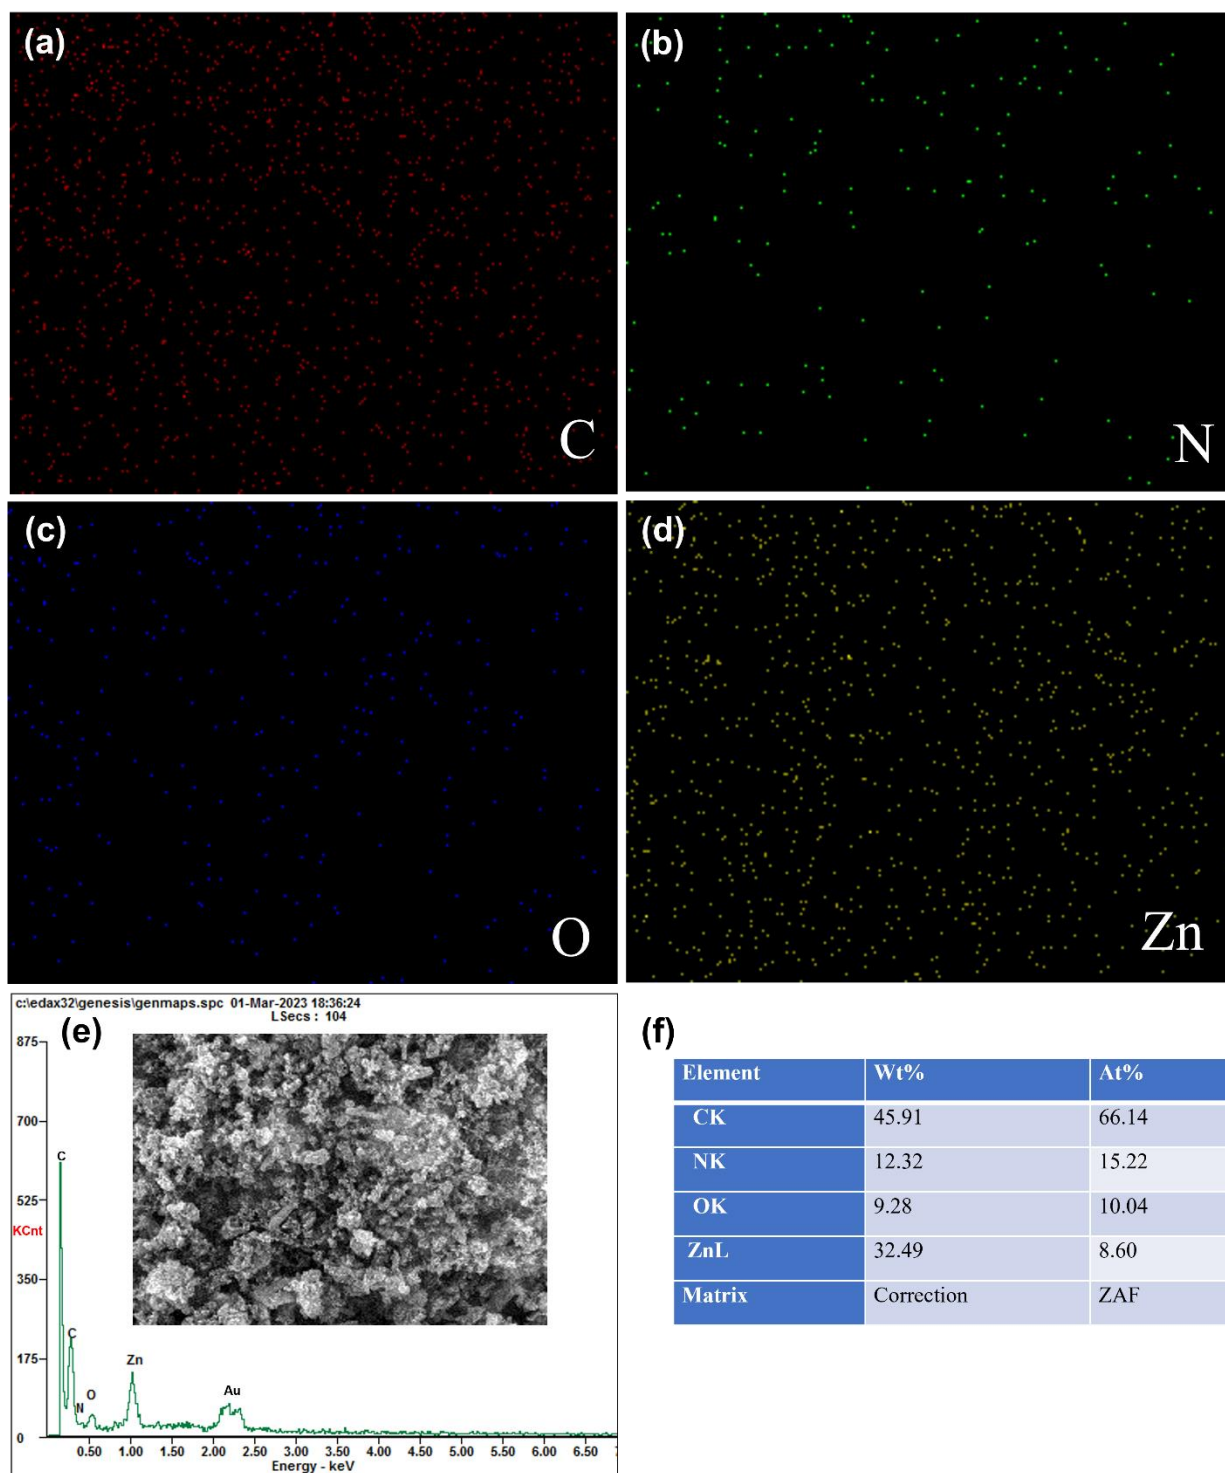 (a)
C
(b)
N
(c)
O
(d)
Zn
c:\edax32\genesis\genmaps.spc 01-Mar-2023 18:36:24
LSecs : 104
(e)
875
700
525
KCnt
350
175
0
C
C
N
O
Zn
Au
0.50 1.00 1.50 2.00 2.50 3.00 3.50 4.00 4.50 5.00 5.50 6.00 6.50
Energy - keV
(f)
Element Wt% At%
CK 45.91 66.14
NK 12.32 15.22
OK 9.28 10.04
ZnL 32.49 8.60
Matrix Correction ZAF